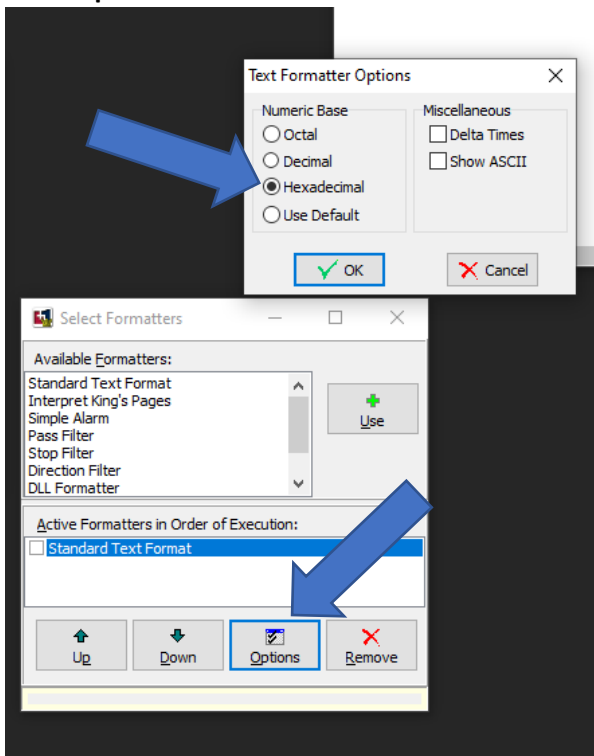 Text Formatter Options
Numeric Base
Octal
Decimal
Hexadecimal
Use Default
Miscellaneous
Delta Times
Show ASCII
OK
Cancel
Select Formatters
Available Formatters:
Standard Text Format
Interpret King's Pages
Simple Alarm
Pass Filter
Stop Filter
Direction Filter
DLL Formatter
Use
Active Formatters in Order of Execution:
Standard Text Format
Up
Down
Options
Remove